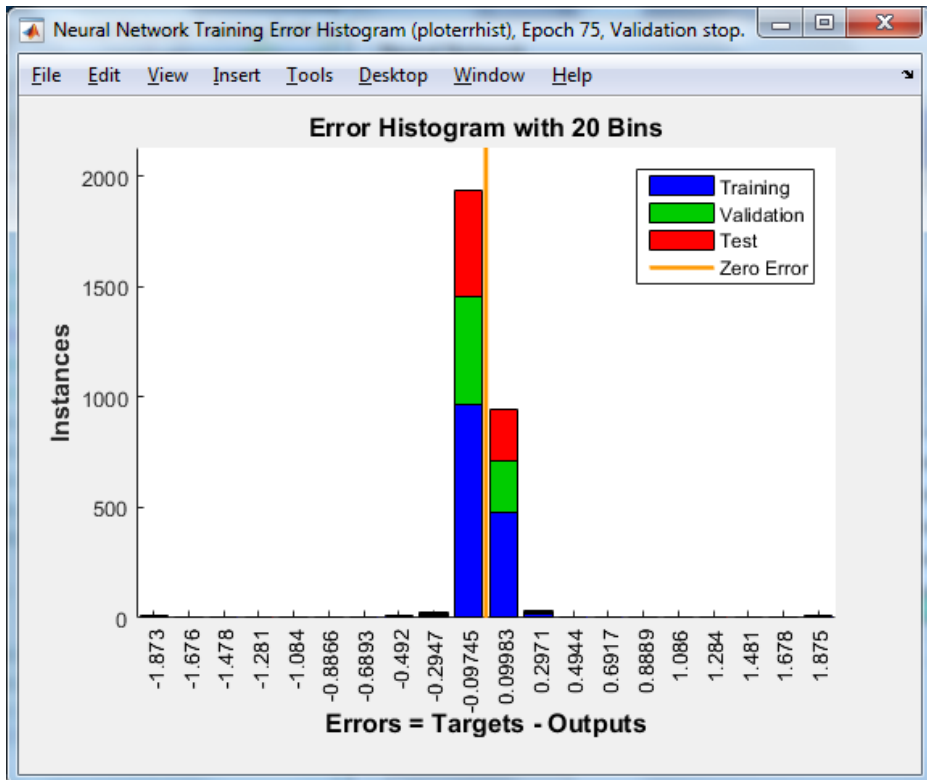 Neural Network Training Error Histogram (ploterrhist), Epoch 75, Validation stop.
File Edit View Insert Tools Desktop Window Help
Error Histogram with 20 Bins
Training
Validation
Test
Zero Error
2000
1500
1000
500
0
Instances
-1.873
-1.676
-1.478
-1.281
-1.084
-0.8866
-0.6893
-0.492
-0.2947
-0.09745
0.09983
0.2971
0.4944
0.6917
0.8889
1.086
1.284
1.481
1.678
1.875
Errors = Targets - Outputs